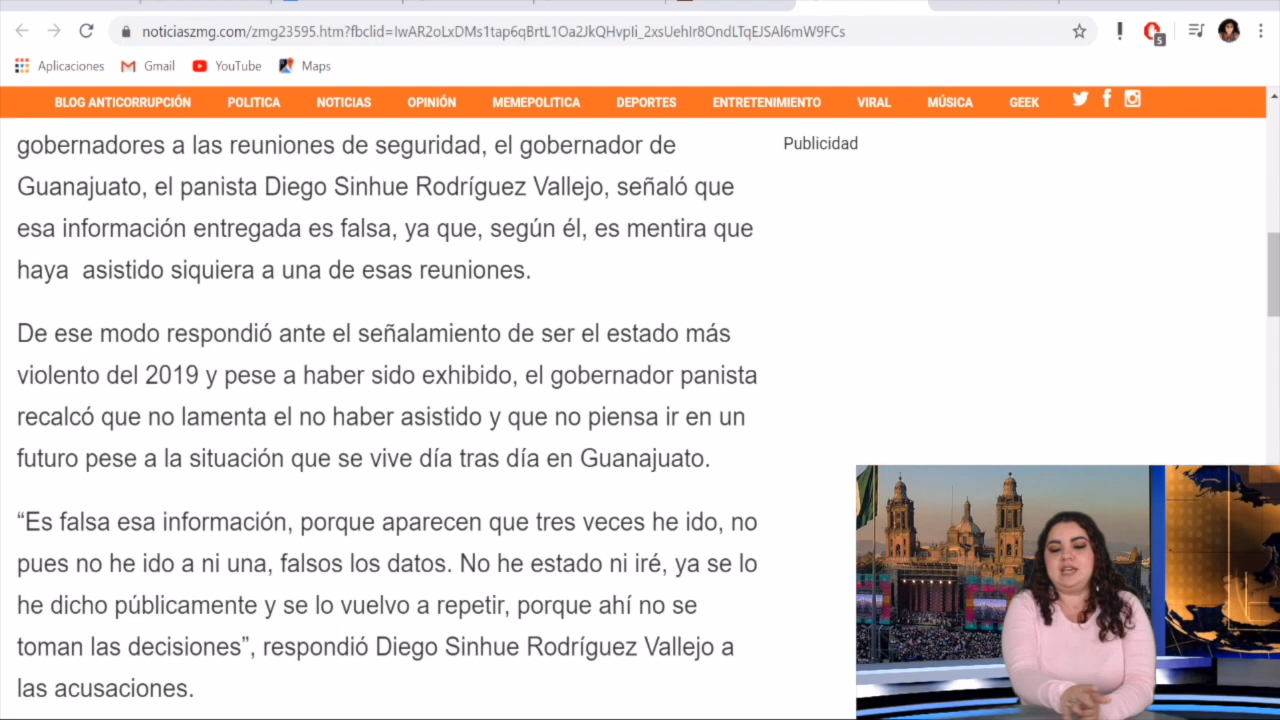 noticiaszmg.com/zmg23595.htm?fbclid=IwAR2oLxDMs1tap6qBrtL1Oa2JkQHvpIi_2xsUehIr8OndLTqEJSAl6mW9FCs
5
Aplicaciones Gmail YouTube Maps
BLOG ANTICORRUPCIÓN POLITICA NOTICIAS OPINIÓN MEMEPOLITICA DEPORTES ENTRETENIMIENTO VIRAL MÚSICA GEEK
gobernadores a las reuniones de seguridad, el gobernador de
Guanajuato, el panista Diego Sinhue Rodríguez Vallejo, señaló que
esa información entregada es falsa, ya que, según él, es mentira que
haya asistido siquiera a una de esas reuniones.
De ese modo respondió ante el señalamiento de ser el estado más
violento del 2019 y pese a haber sido exhibido, el gobernador panista
recalcó que no lamenta el no haber asistido y que no piensa ir en un
futuro pese a la situación que se vive día tras día en Guanajuato.
“Es falsa esa información, porque aparecen que tres veces he ido, no
pues no he ido a ni una, falsos los datos. No he estado ni iré, ya se lo
he dicho púbicamente y se lo vuelvo a repetir, porque ahí no se
toman las decisiones”, respondió Diego Sinhue Rodríguez Vallejo a
las acusaciones.
Publicidad